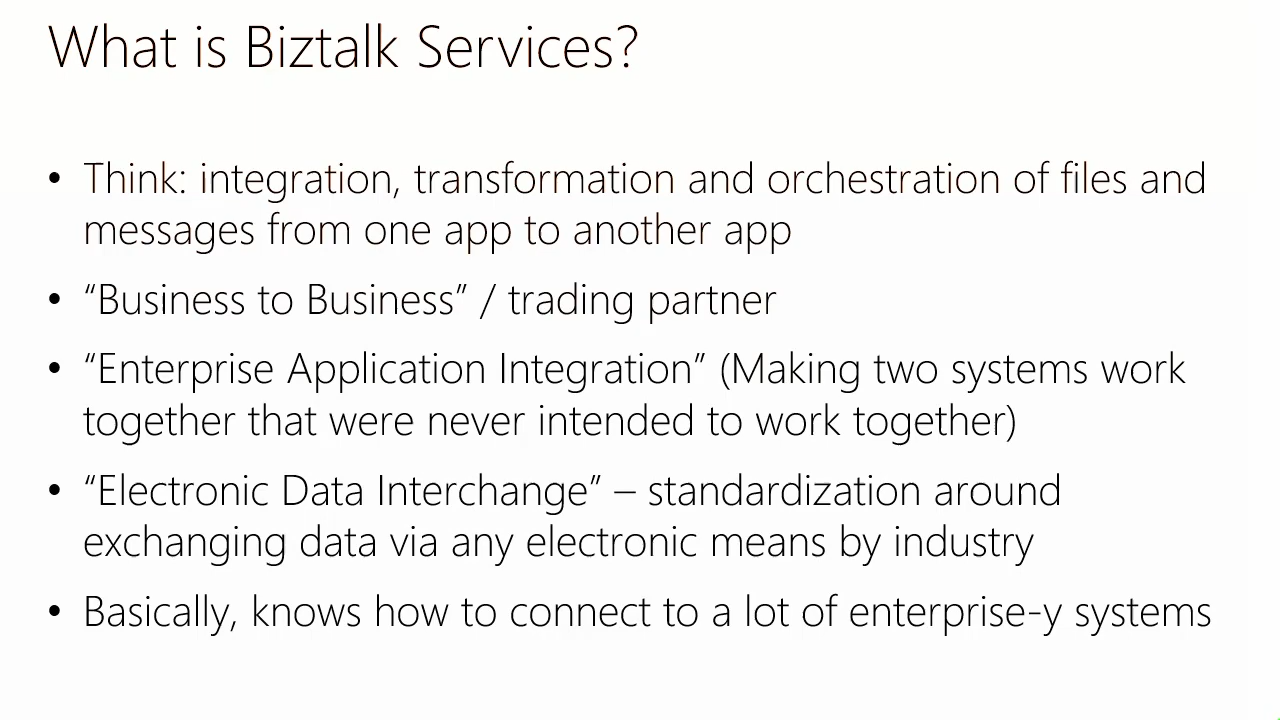 What is Biztalk Services?
• Think: integration, transformation and orchestration of files and
messages from one app to another app
• “Business to Business” / trading partner
• “Enterprise Application Integration” (Making two systems work
together that were never intended to work together)
• “Electronic Data Interchange” – standardization around
exchanging data via any electronic means by industry
• Basically, knows how to connect to a lot of enterprise-y systems